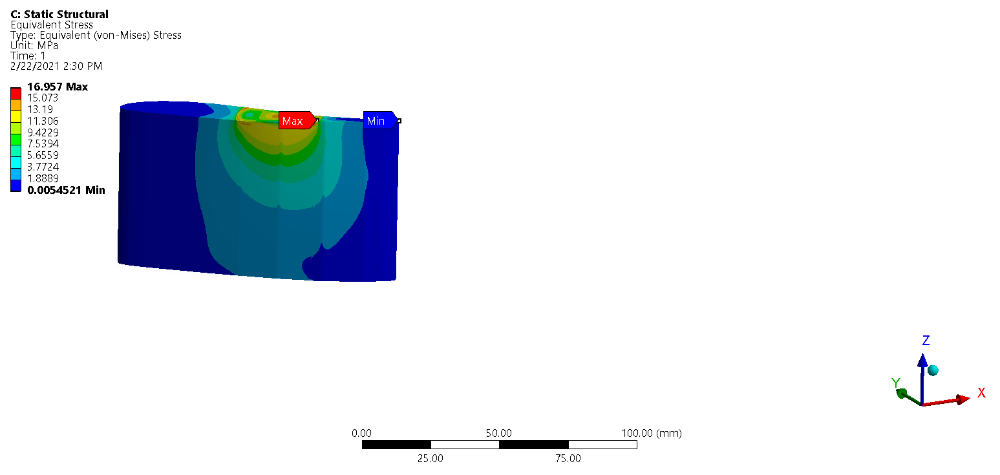 C: Static Structural
Equivalent Stress
Type: Equivalent (von-Mises) Stress
Unit: MPa
Time: 1
2/22/2021 2:30 PM
16.957 Max
15.073
13.19
11.306
9.4229
7.5394
5.6559
3.7724
1.8889
0.0054521 Min
Max
Min
Z
Y
X
0.00 50.00 100.00 (mm)
25.00 75.00